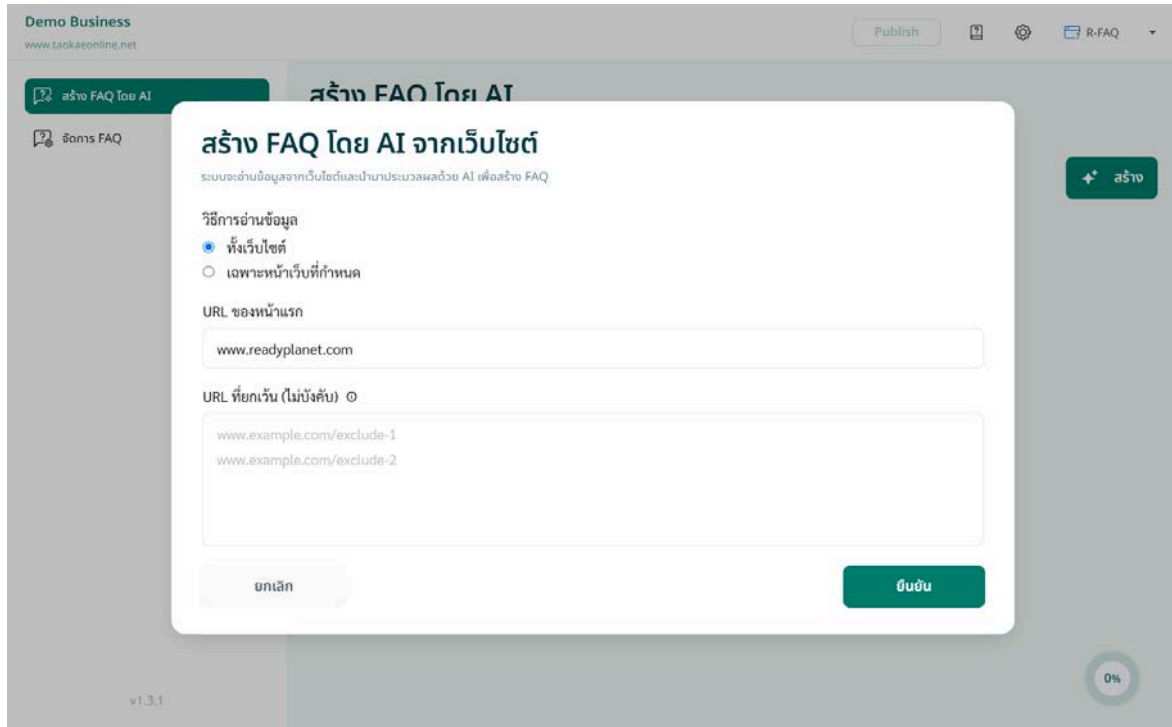 Demo Business
www.taokaeonline.net
Publish
R-FAQ
สร้าง FAQ โดย AI
จัดการ FAQ
สร้าง FAQ โดย AI
สร้าง
สร้าง FAQ โดย AI จากเว็บไซต์
ระบบจะอ่านข้อมูลจากเว็บไซต์และนำมาประมวลผลด้วย AI เพื่อสร้าง FAQ
วิธีการอ่านข้อมูล
ทั้งเว็บไซต์
เฉพาะหน้าเว็บที่กำหนด
URL ของหน้าแรก
www.readyplanet.com
URL ที่ยกเว้น (ไม่บังคับ)
www.example.com/exclude-1
www.example.com/exclude-2
ยกเลิก
ยืนยัน
0%
v1.3.1